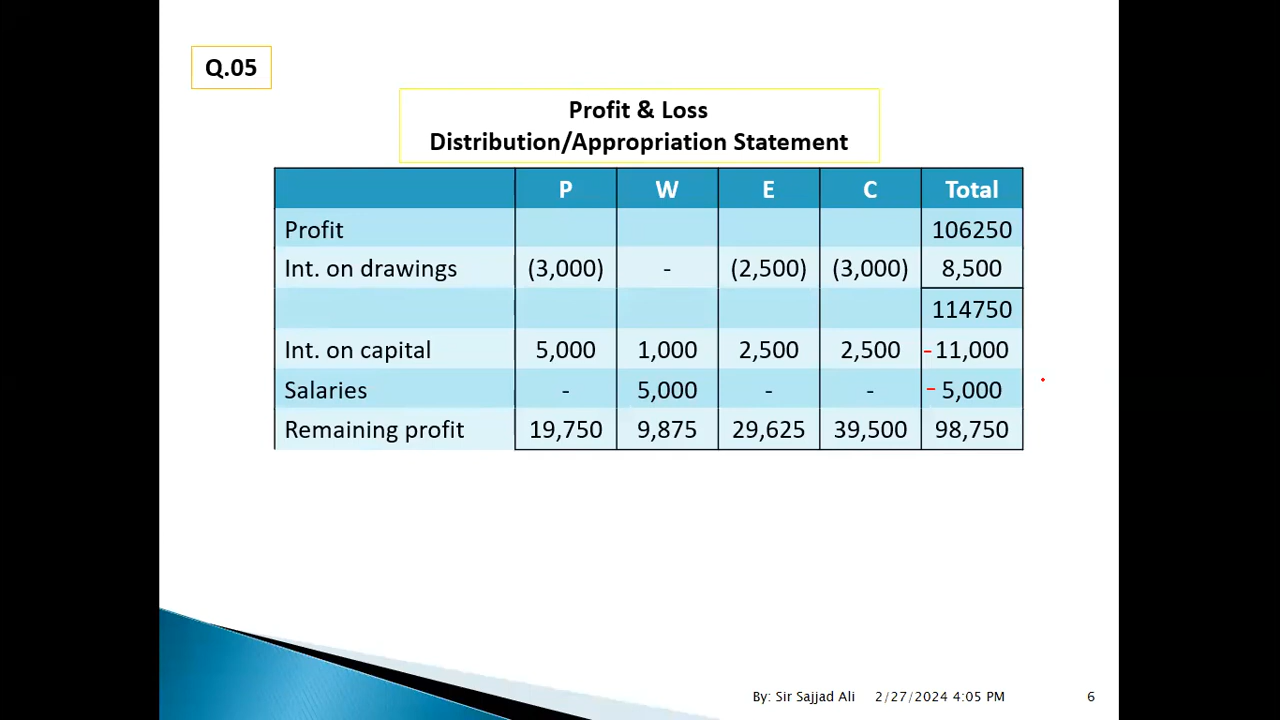 Q.05
Profit & Loss
Distribution/Appropriation Statement
P W E C Total
Profit 106250
Int. on drawings (3,000) - (2,500) (3,000) 8,500
114750
Int. on capital 5,000 1,000 2,500 2,500 -11,000
Salaries - 5,000 - - - 5,000
Remaining profit 19,750 9,875 29,625 39,500 98,750
By: Sir Sajjad Ali 2/27/2024 4:05 PM 6